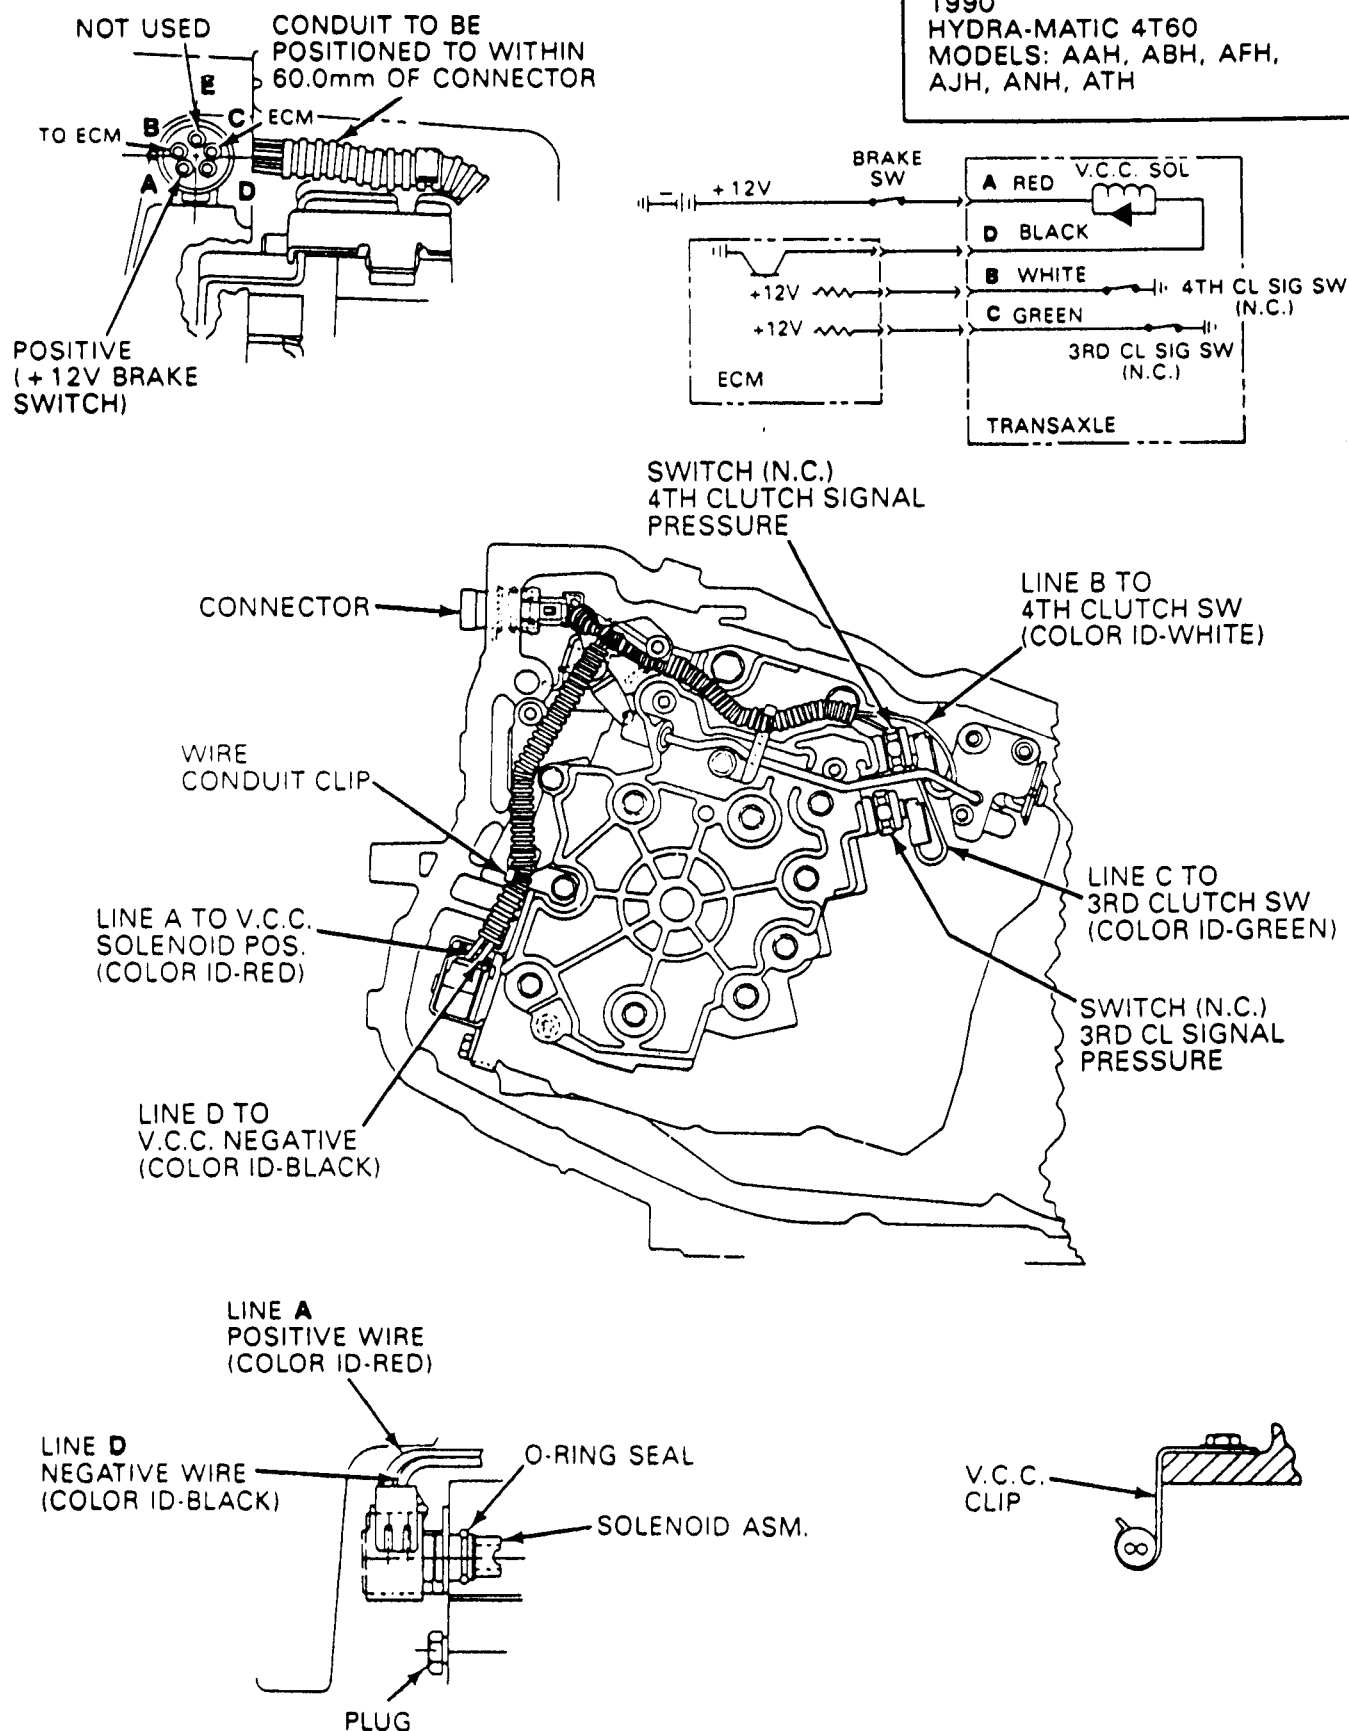 1990
HYDRA-MATIC 4T60
MODELS: AAH, ABH, AFH,
AJH, ANH, ATH
NOT USED
CONDUIT TO BE
POSITIONED TO WITHIN
60.0mm OF CONNECTOR
E
B
C
ECM
TO ECM
A
D
POSITIVE
(+12V BRAKE
SWITCH)
BRAKE
SW
+12V
A RED
V.C.C. SOL
D BLACK
B WHITE
+12V
4TH CL SIG SW
(N.C.)
C GREEN
+12V
3RD CL SIG SW
(N.C.)
ECM
TRANSAXLE
SWITCH (N.C.)
4TH CLUTCH SIGNAL
PRESSURE
CONNECTOR
LINE B TO
4TH CLUTCH SW
(COLOR ID-WHITE)
WIRE
CONDUIT CLIP
LINE A TO V.C.C.
SOLENOID POS.
(COLOR ID-RED)
LINE C TO
3RD CLUTCH SW
(COLOR ID-GREEN)
SWITCH (N.C.)
3RD CL SIGNAL
PRESSURE
LINE D TO
V.C.C. NEGATIVE
(COLOR ID-BLACK)
LINE A
POSITIVE WIRE
(COLOR ID-RED)
LINE D
NEGATIVE WIRE
(COLOR ID-BLACK)
O-RING SEAL
SOLENOID ASM.
PLUG
V.C.C.
CLIP